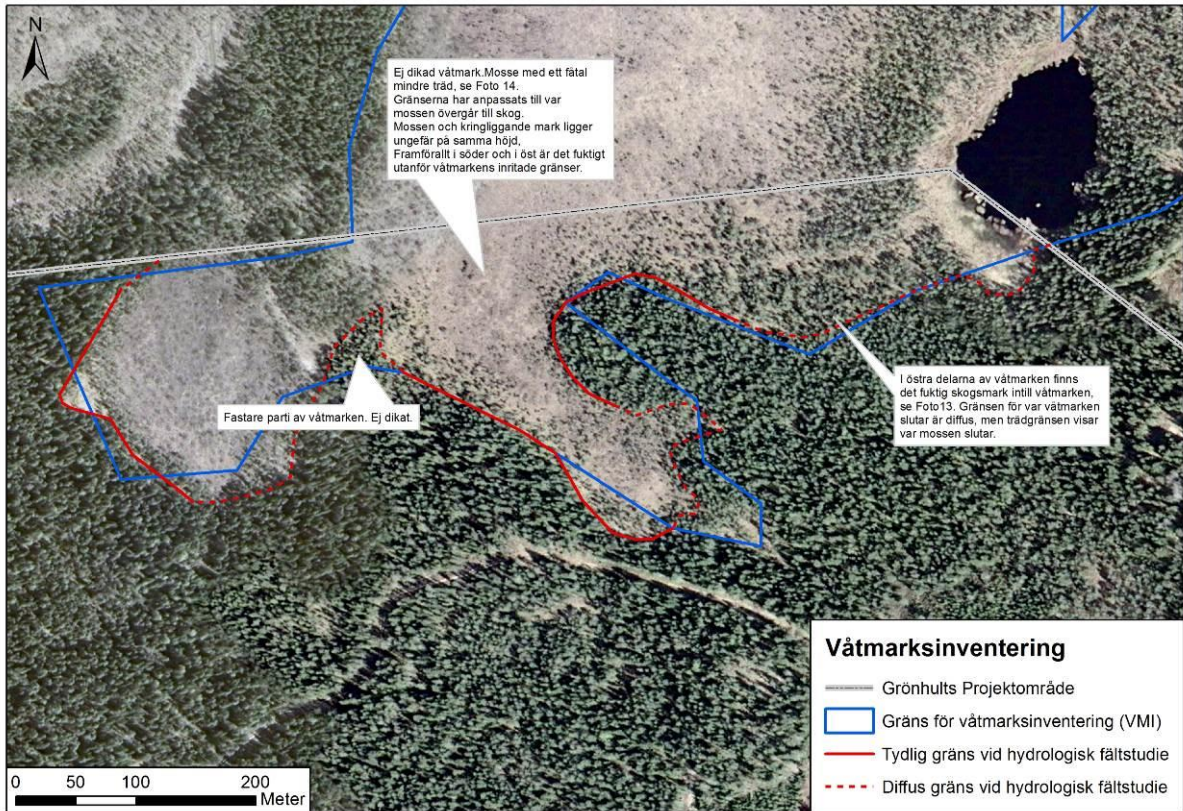 N
Ej dikad våtmark.Mosse med ett fåtal
mindre träd, se Foto 14.
Gränserna har anpassats till var
mossen övergår till skog.
Mossen och kringliggande mark ligger
ungefär på samma höjd,
Framförallt i söder och i öst är det fuktigt
utanför våtmarkens inritade gränser.
Fastare parti av våtmarken. Ej dikat.
I östra delarna av våtmarken finns
det fuktig skogsmark intill våtmarken,
se Foto13. Gränsen för var våtmarken
slutar är diffus, men trädgränsen visar
var mossen slutar.
Våtmarksinventering
Grönhults Projektområde
Gräns för våtmarksinventering (VMI)
Tydlig gräns vid hydrologisk fältstudie
Diffus gräns vid hydrologisk fältstudie
0 50 100 200
Meter